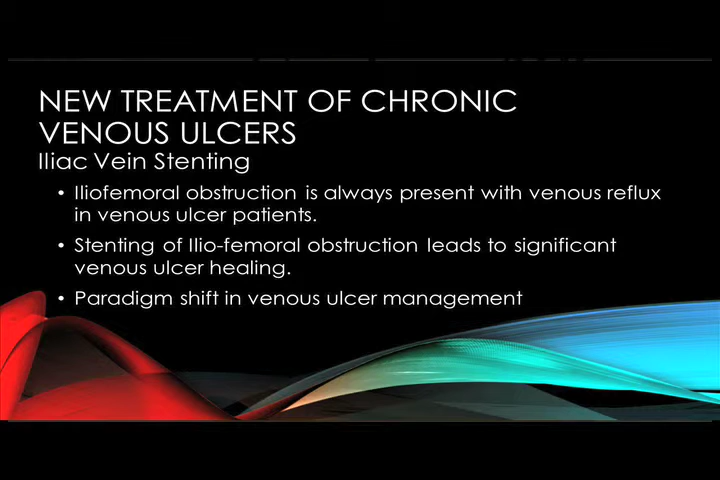 NEW TREATMENT OF CHRONIC
VENOUS ULCERS
Iliac Vein Stenting
• Iliofemoral obstruction is always present with venous reflux
in venous ulcer patients.
• Stenting of Ilio-femoral obstruction leads to significant
venous ulcer healing.
• Paradigm shift in venous ulcer management